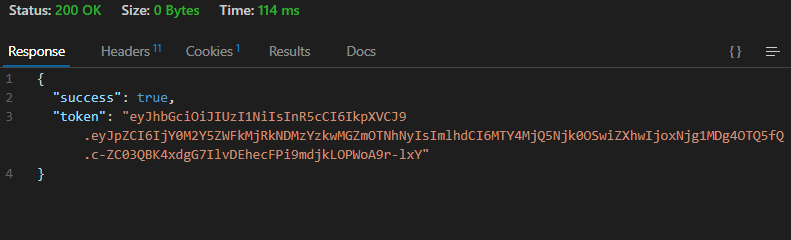 Status: 200 OK Size: 0 Bytes Time: 114 ms
Response Headers 11 Cookies 1 Results Docs { }
1 {
2 "success": true,
3 "token": "eyJhbGciOiJIUzI1NiIsInR5cCI6IkpXVCJ9
.eyJpZCI6IjY0M2Y5ZWFkMjRkNDMzYzkwMGZmOTNhNyIsImlhdCI6MTY4MjQ5Njk0OSwiZXhwIjoxNjg1MDg4OTQ5fQ
.c-ZC03QBK4xdgG7IlvDEhecFPi9mdjkLOPWoA9r-lxY"
4 }